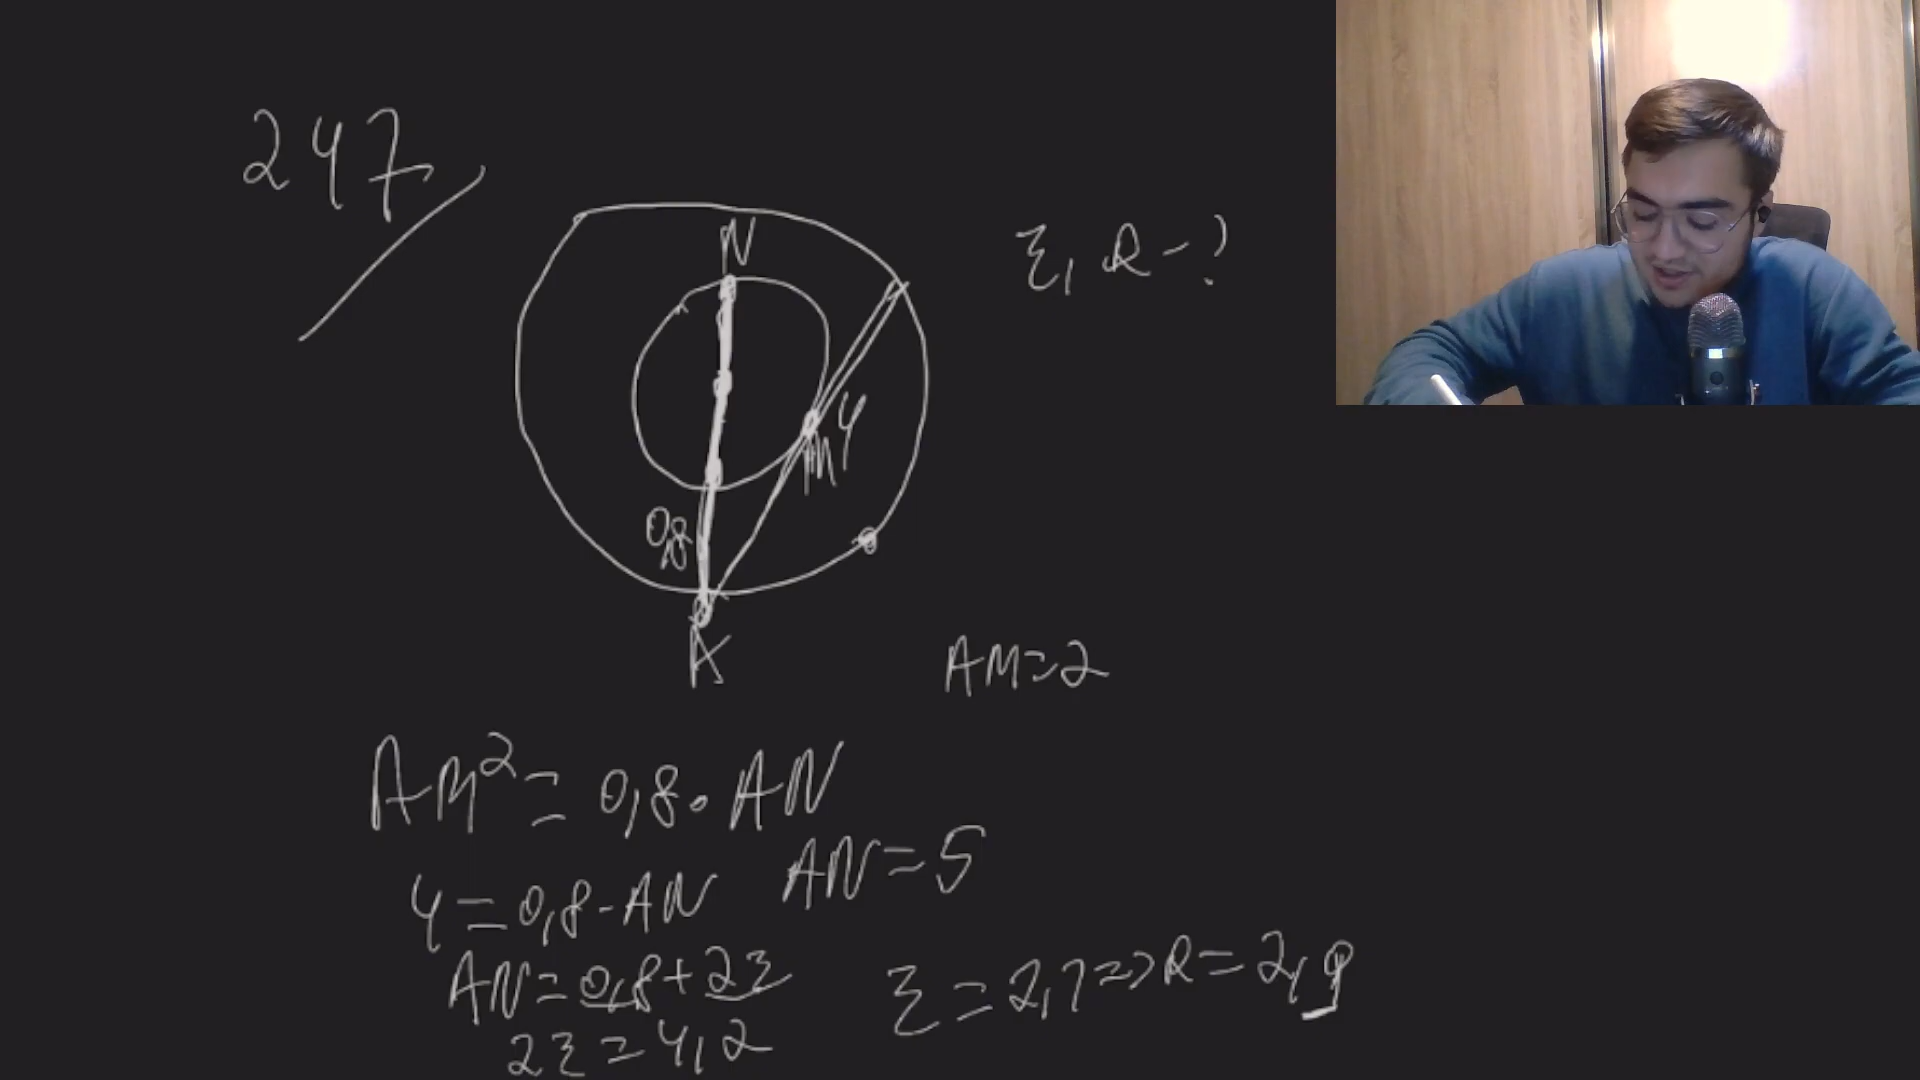 247
N
r, R - ?
4
M
0,8
A
AM = 2
AM² = 0,8 · AN
4 = 0,8 · AN AN = 5
AN = 0,8 + 2r r = 2,1 => R = 2,9
2r = 4,2